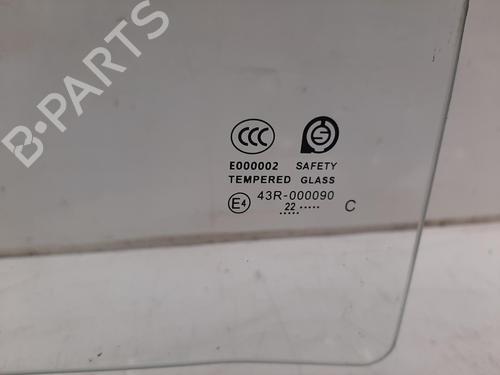 B-PARTS
CCC S
E000002 SAFETY
TEMPERED GLASS
E4 43R-000090
.....22..... C